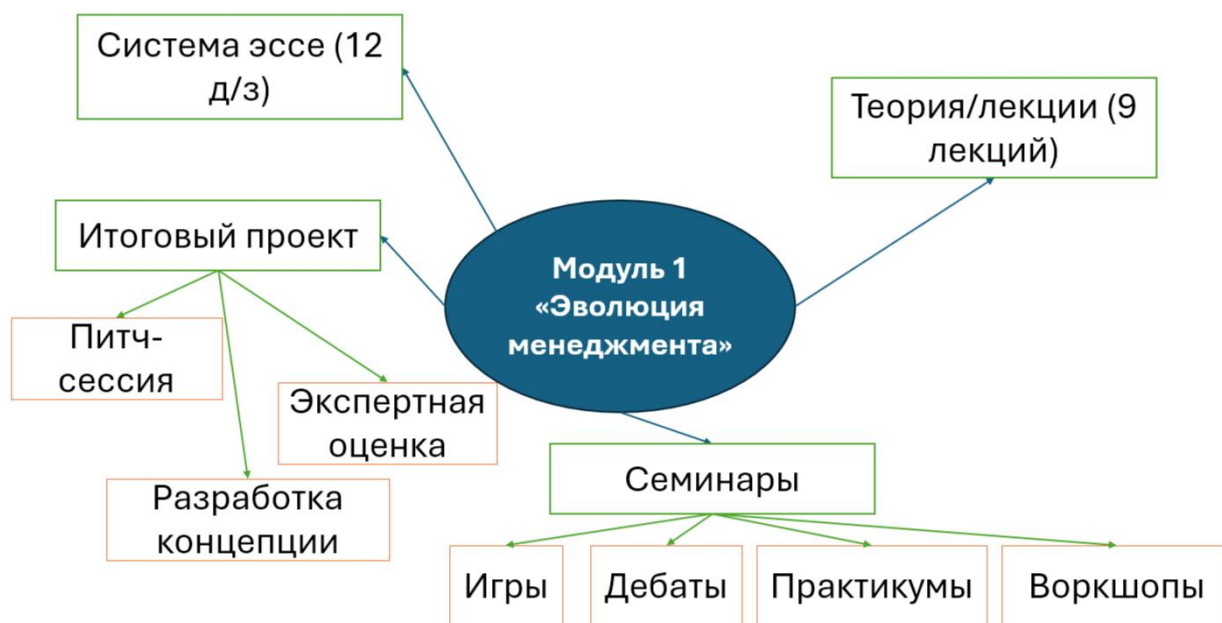 Система эссе (12
д/з)
Теория/лекции (9
лекций)
Итоговый проект
Модуль 1
«Эволюция
менеджмента»
Питч-
сессия
Экспертная
оценка
Разработка
концепции
Семинары
Игры
Дебаты
Практикумы
Воркшопы